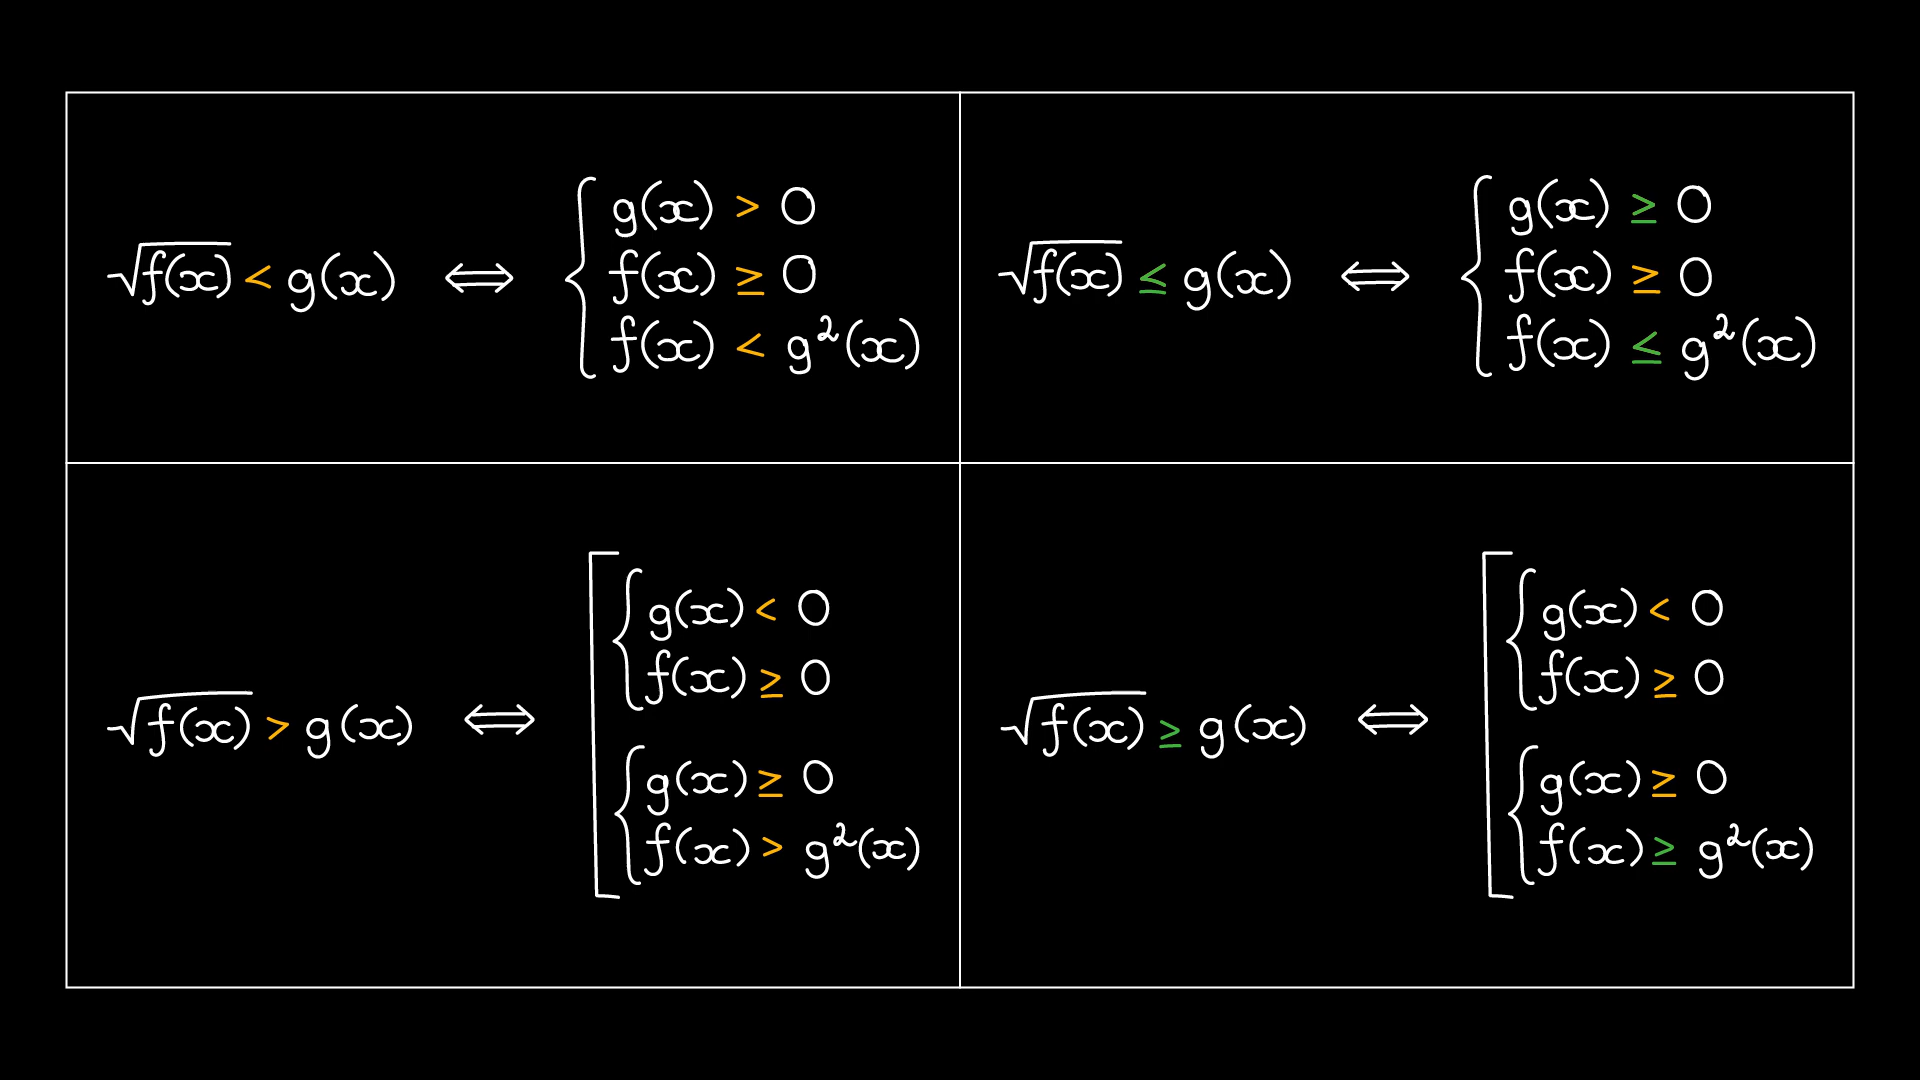 √f(x) < g(x) ⟺ { g(x) > 0
f(x) ≥ 0
f(x) < g²(x)
√f(x) ≤ g(x) ⟺ { g(x) ≥ 0
f(x) ≥ 0
f(x) ≤ g²(x)
√f(x) > g(x) ⟺ [ { g(x) < 0
f(x) ≥ 0
{ g(x) ≥ 0
f(x) > g²(x)
√f(x) ≥ g(x) ⟺ [ { g(x) < 0
f(x) ≥ 0
{ g(x) ≥ 0
f(x) ≥ g²(x)